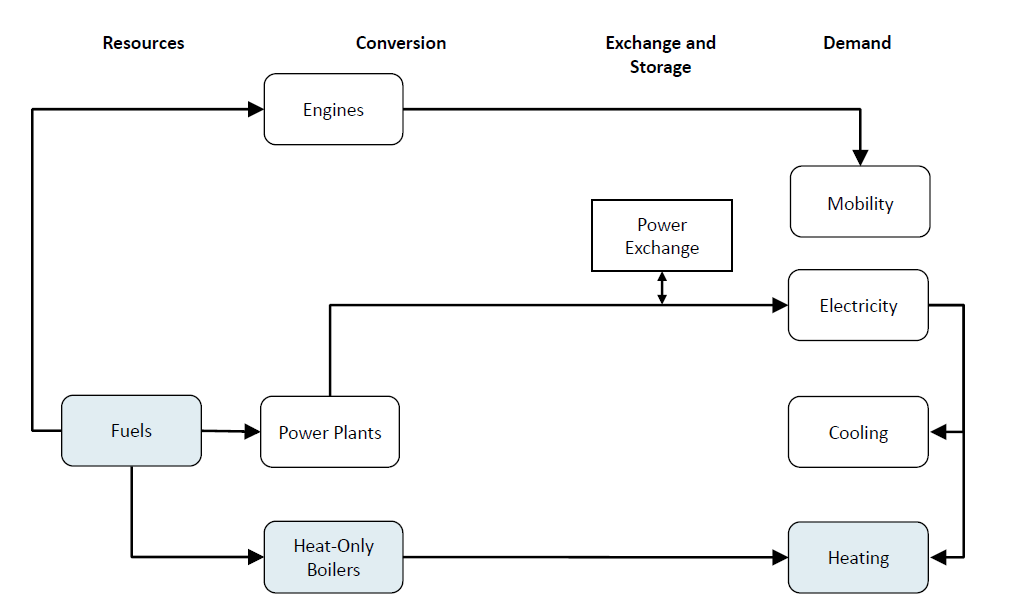 Resources
Conversion
Exchange and
Storage
Demand
Engines
Mobility
Power
Exchange
Electricity
Fuels
Power Plants
Cooling
Heat-Only
Boilers
Heating